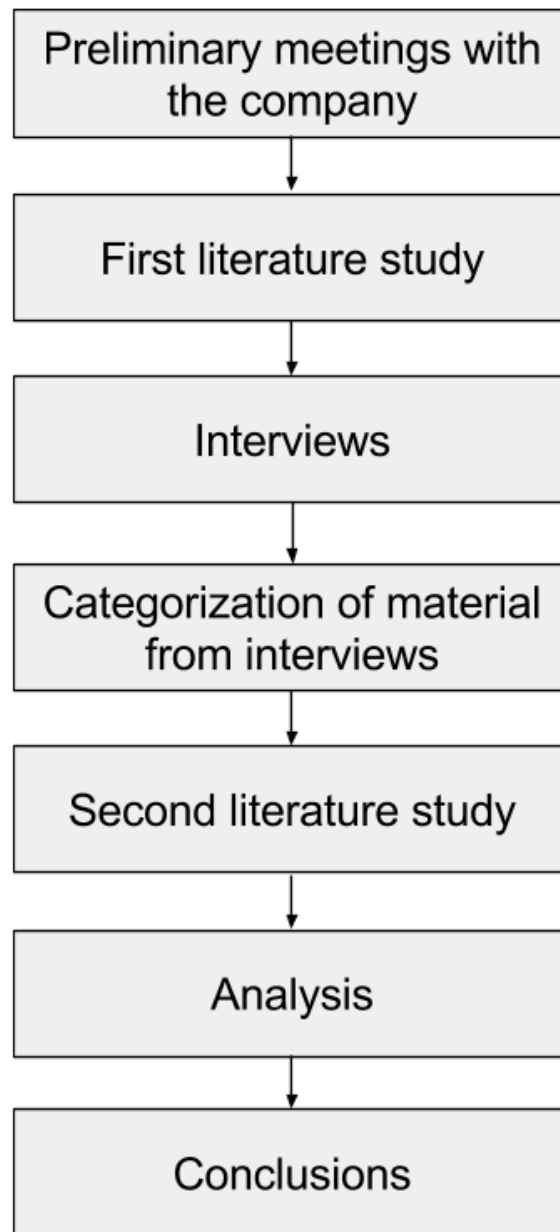 Preliminary meetings with
the company
First literature study
Interviews
Categorization of material
from interviews
Second literature study
Analysis
Conclusions